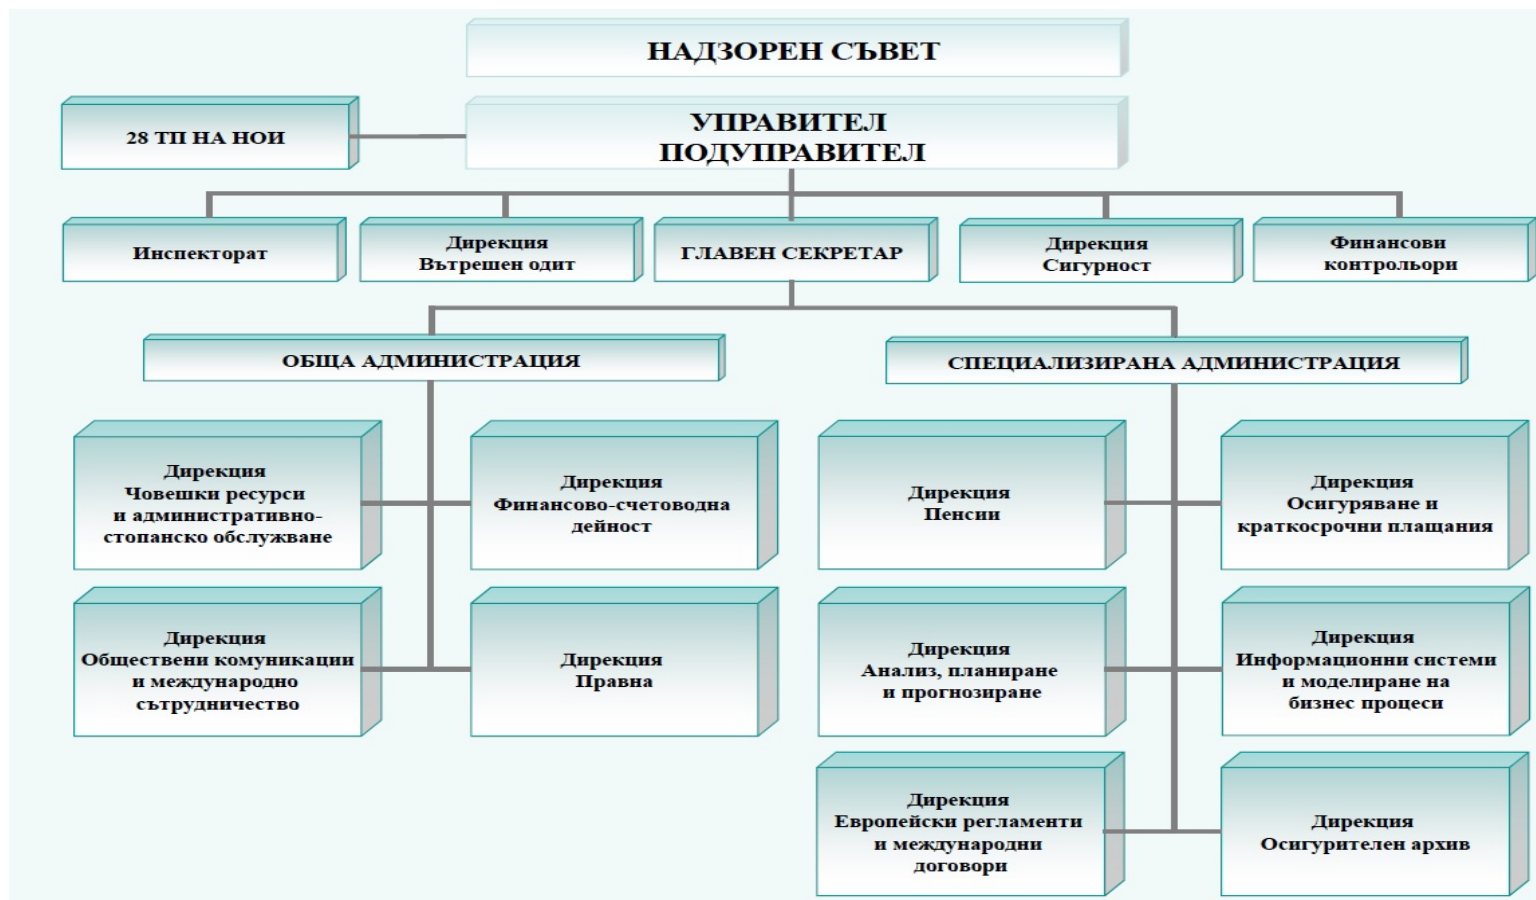 НАДЗОРЕН СЪВЕТ
28 ТП НА НОИ
УПРАВИТЕЛ
ПОДУПРАВИТЕЛ
Инспекторат
Дирекция
Вътрешен одит
ГЛАВЕН СЕКРЕТАР
Дирекция
Сигурност
Финансови
контрольори
ОБЩА АДМИНИСТРАЦИЯ
СПЕЦИАЛИЗИРАНА АДМИНИСТРАЦИЯ
Дирекция
Човешки ресурси
и административно-
стопанско обслужване
Дирекция
Финансово-счетоводна
дейност
Дирекция
Пенсии
Дирекция
Осигуряване и
краткосрочни плащания
Дирекция
Обществени комуникации
и международно
сътрудничество
Дирекция
Правна
Дирекция
Анализ, планиране
и прогнозиране
Дирекция
Информационни системи
и моделиране на
бизнес процеси
Дирекция
Европейски регламенти
и международни
договори
Дирекция
Осигурителен архив